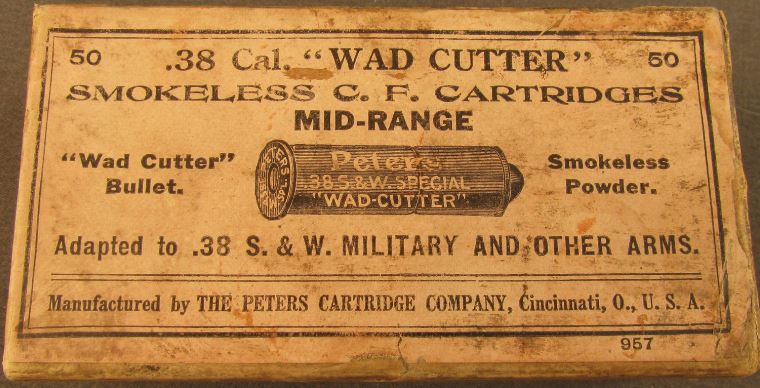 50 .38 Cal. "WAD CUTTER" 50
SMOKELESS C. F. CARTRIDGES
MID-RANGE
"Wad Cutter" Bullet.
Peters
.38 S.& W. SPECIAL
"WAD-CUTTER"
Smokeless Powder.
Adapted to .38 S. & W. MILITARY AND OTHER ARMS.
Manufactured by THE PETERS CARTRIDGE COMPANY, Cincinnati, O., U. S. A.
957